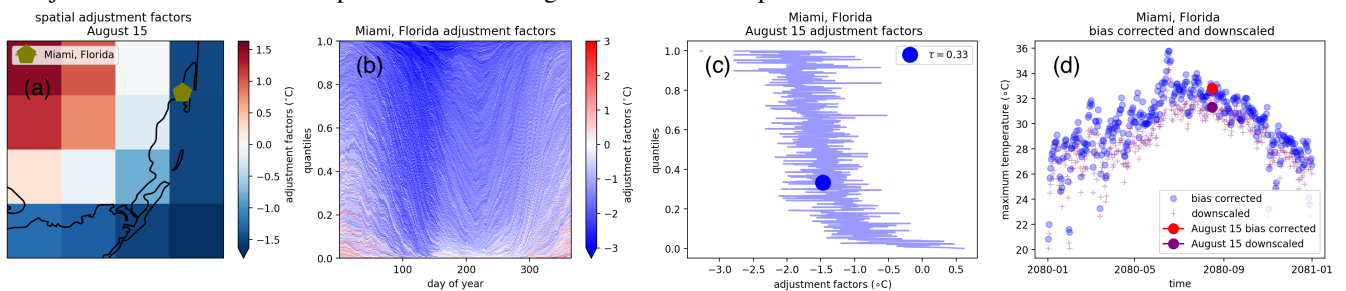 spatial adjustment factors
August 15
Miami, Florida
(a)
1.5
1.0
0.5
0.0
−0.5
−1.0
−1.5
adjustment factors (°C)
Miami, Florida adjustment factors
(b)
1.0
0.8
0.6
0.4
0.2
0.0
quantiles
100
200
300
day of year
3
2
1
0
−1
−2
−3
adjustment factors (°C)
Miami, Florida
August 15 adjustment factors
(c)
τ = 0.33
1.0
0.8
0.6
0.4
0.2
0.0
quantiles
−3.0
−2.5
−2.0
−1.5
−1.0
−0.5
0.0
0.5
adjustment factors (∘C)
Miami, Florida
bias corrected and downscaled
(d)
36
34
32
30
28
26
24
22
20
maximum temperature (∘C)
bias corrected
downscaled
August 15 bias corrected
August 15 downscaled
2080-01
2080-05
2080-09
2081-01
time